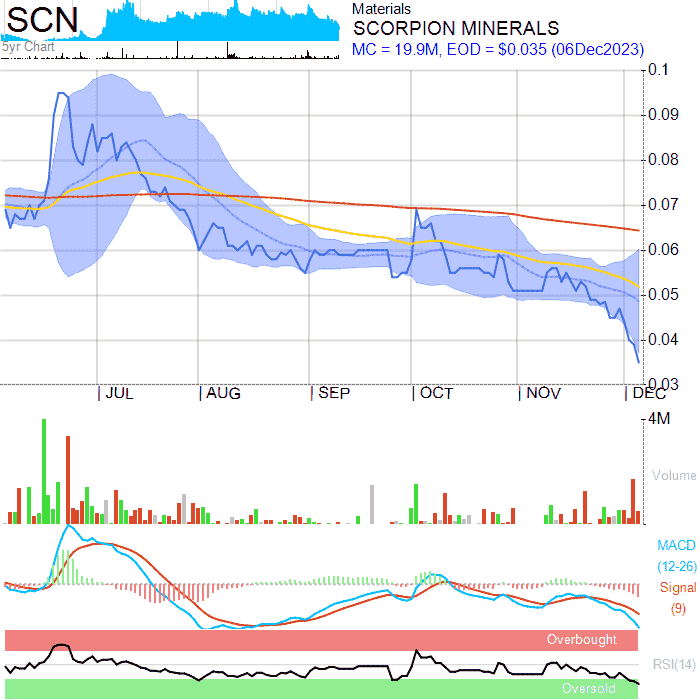 SCN
5yr Chart
Materials
SCORPION MINERALS
MC = 19.9M, EOD = $0.035 (06Dec2023)
0.1
0.09
0.08
0.07
0.06
0.05
0.04
0.03
JUL AUG SEP OCT NOV DEC
4M
Volume
MACD
(12-26)
Signal
(9)
Overbought
RSI(14)
Oversold